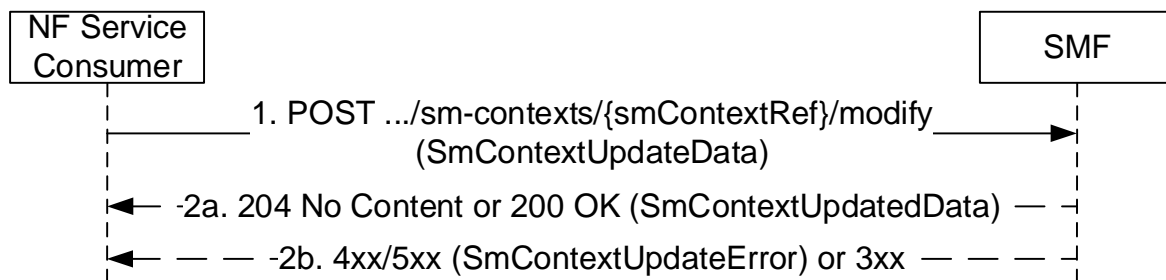 NF Service
Consumer
SMF
1. POST .../sm-contexts/{smContextRef}/modify
(SmContextUpdateData)
2a. 204 No Content or 200 OK (SmContextUpdatedData)
2b. 4xx/5xx (SmContextUpdateError) or 3xx